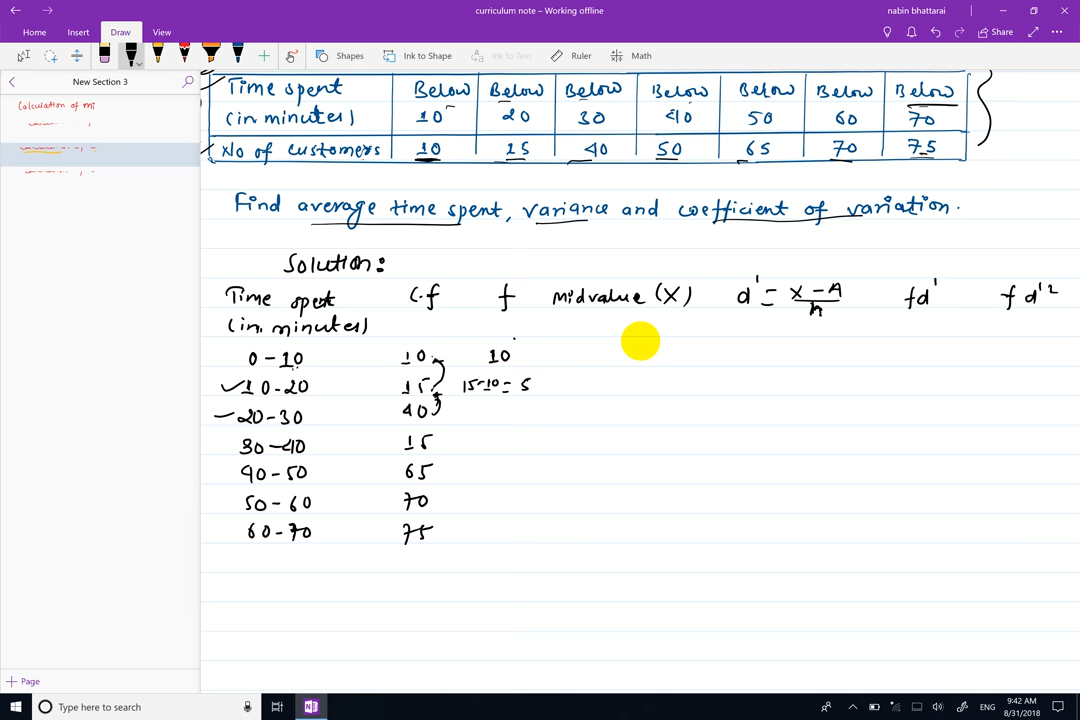 curriculum note – Working offline
nabin bhattarai
Home Insert Draw View
Share
Shapes Ink to Shape Ink to Text Ruler Math
New Section 3
Calculation of mi
Time spent Below Below Below Below Below Below Below
(in minutes) 10 20 30 40 50 60 70
No of customers 10 15 40 50 65 70 75
Find average time spent, variance and coefficient of variation.
Solution:
Time spent C.f f midvalue (X) d' = X - A / h fd' f d'2
(in minutes)
0 - 10 10 10
10 - 20 15 15-10 = 5
20 - 30 40
30 - 40 15
40 - 50 65
50 - 60 70
60 - 70 75
+ Page
Type here to search
9:42 AM
8/31/2018